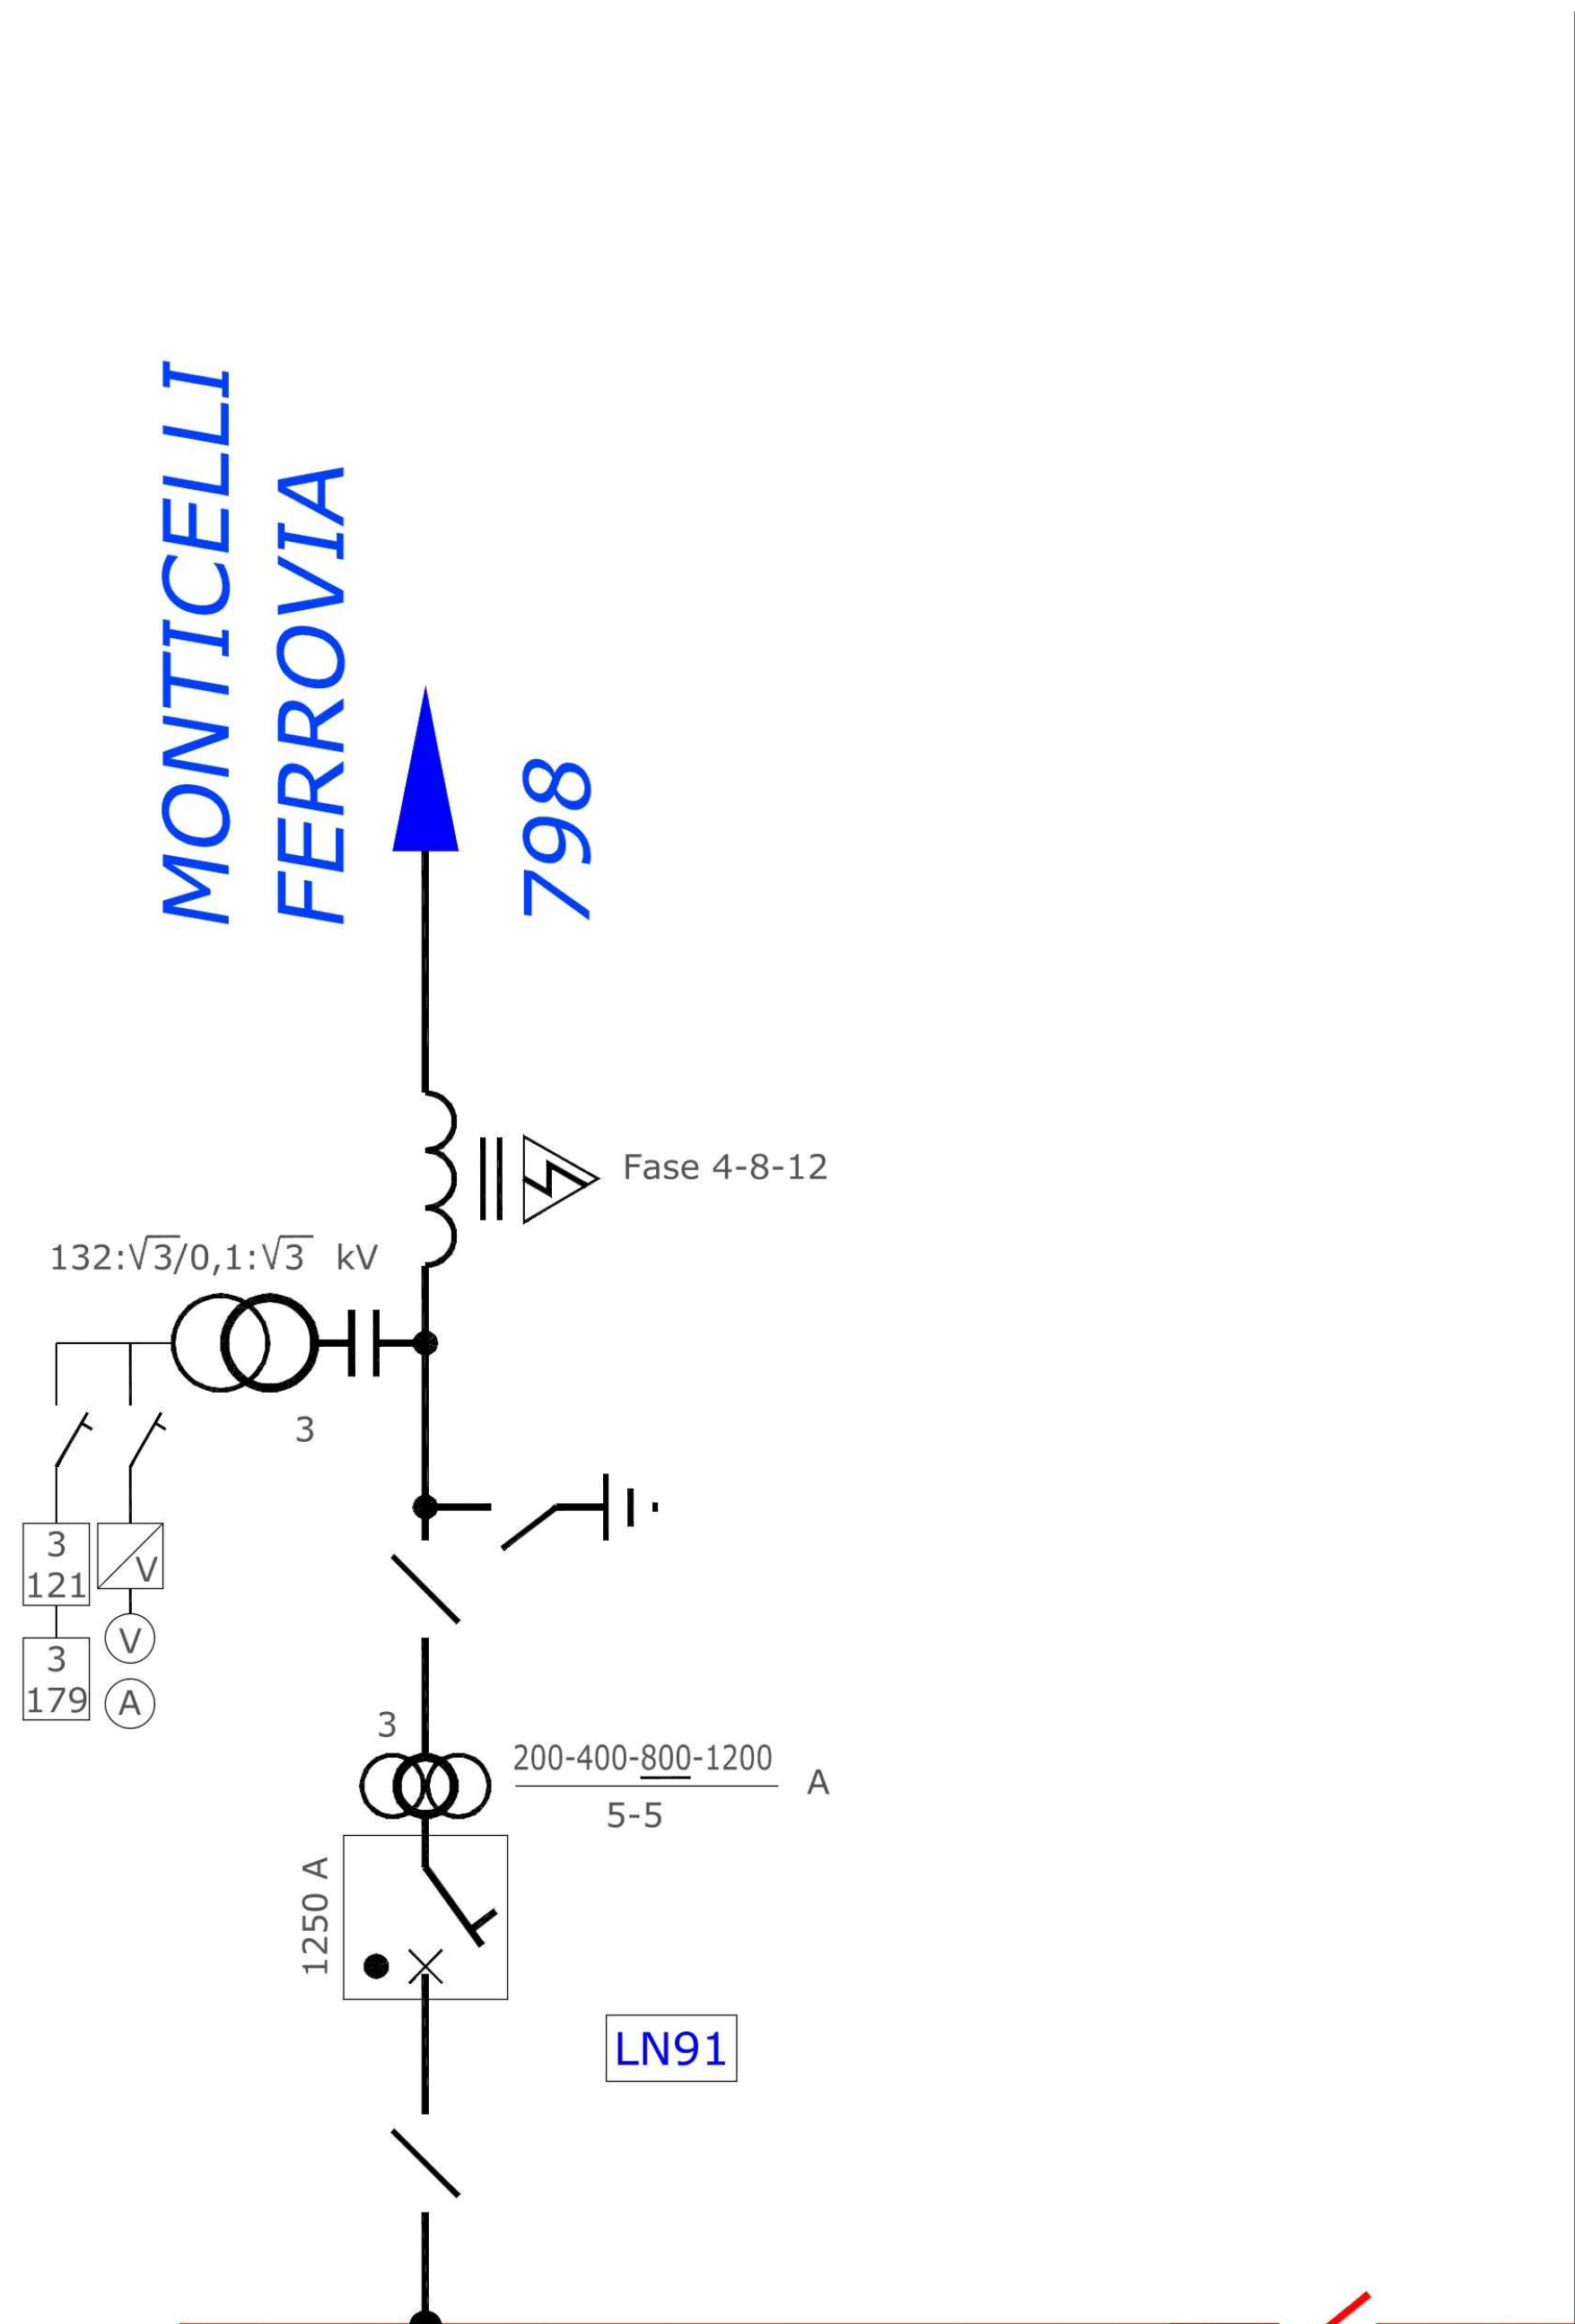 MONTICELLI
FERROVIA
798
Fase 4-8-12
132:√3/0,1:√3 kV
3
3
121
V
V
3
179
A
3
200-400-800-1200
A
5-5
1250 A
LN91